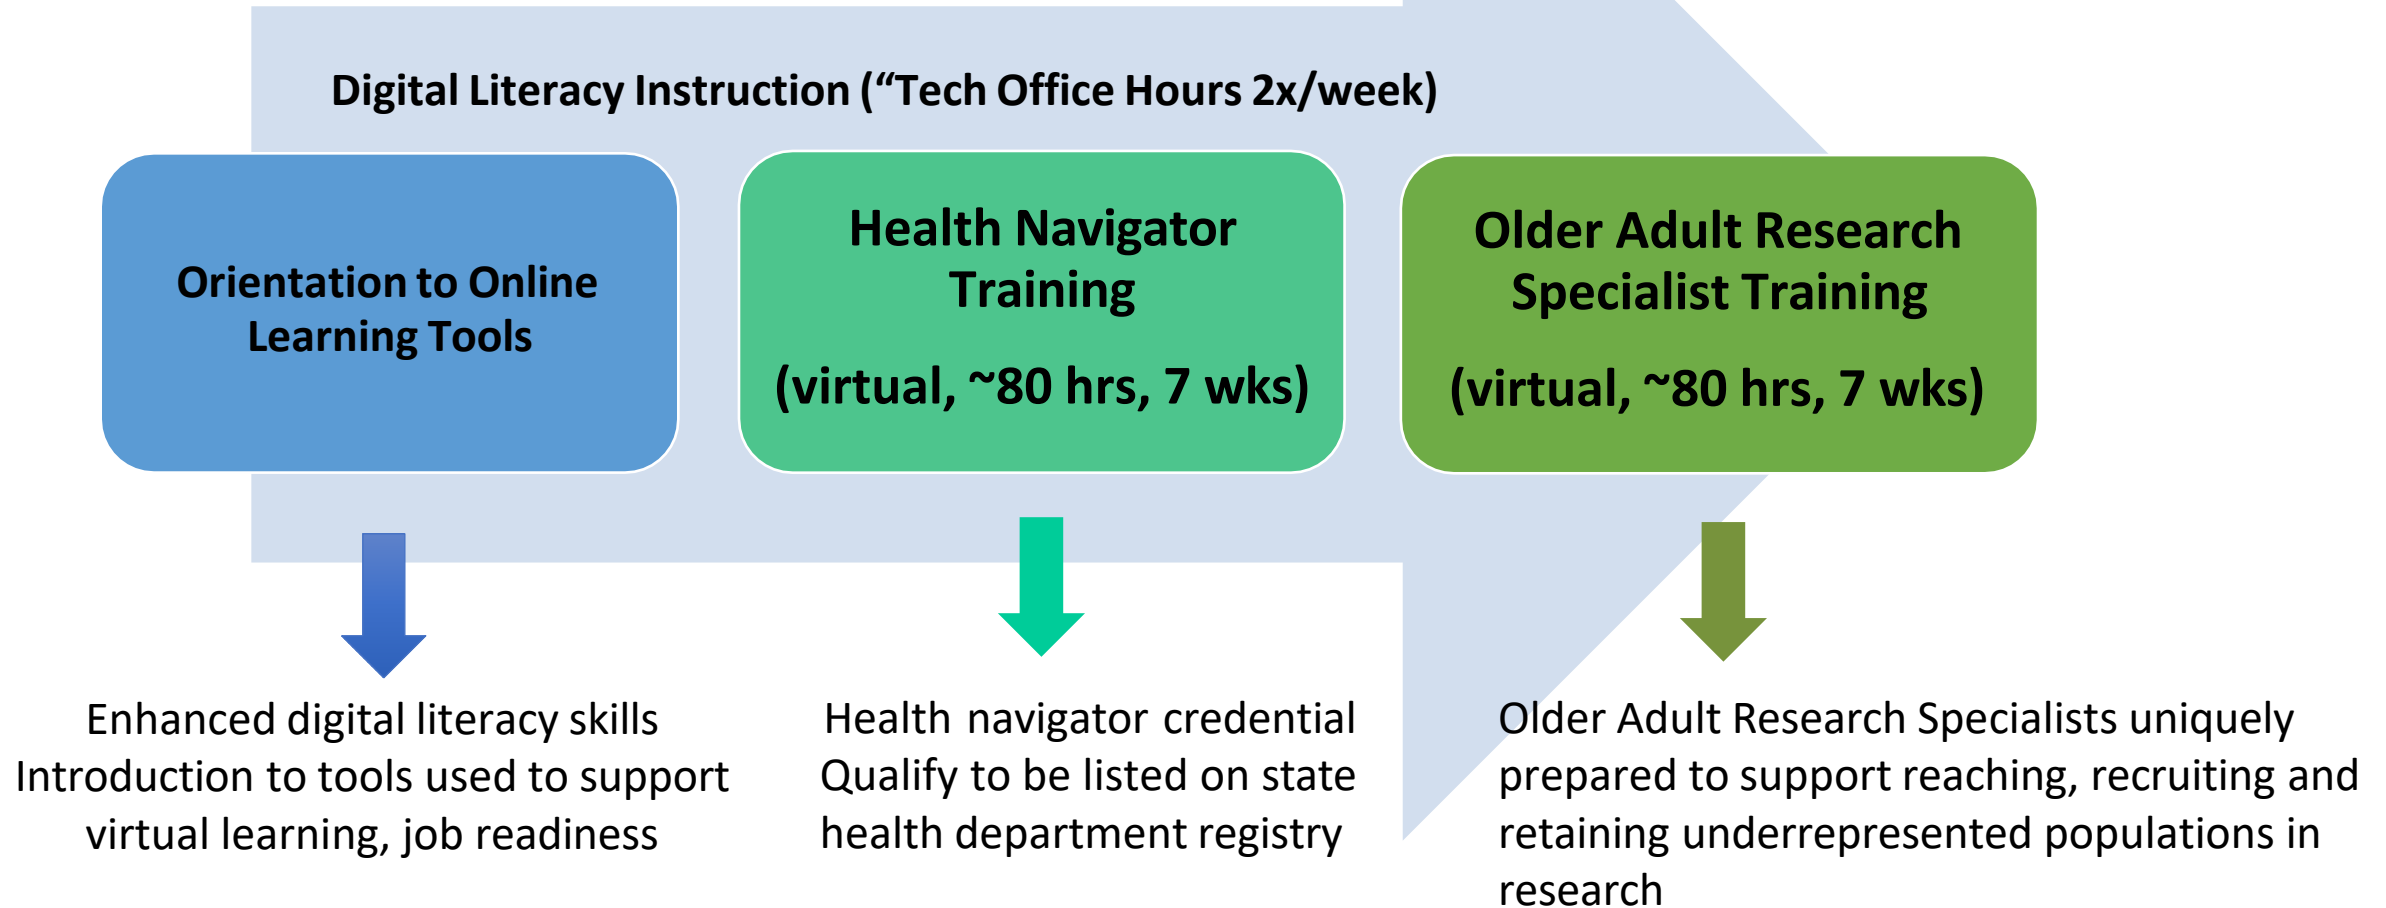 Digital Literacy Instruction (“Tech Office Hours 2x/week)
Orientation to Online
Learning Tools
Health Navigator
Training
(virtual, ~80 hrs, 7 wks)
Older Adult Research
Specialist Training
(virtual, ~80 hrs, 7 wks)
Enhanced digital literacy skills
Introduction to tools used to support
virtual learning, job readiness
Health navigator credential
Qualify to be listed on state
health department registry
Older Adult Research Specialists uniquely
prepared to support reaching, recruiting and
retaining underrepresented populations in
research